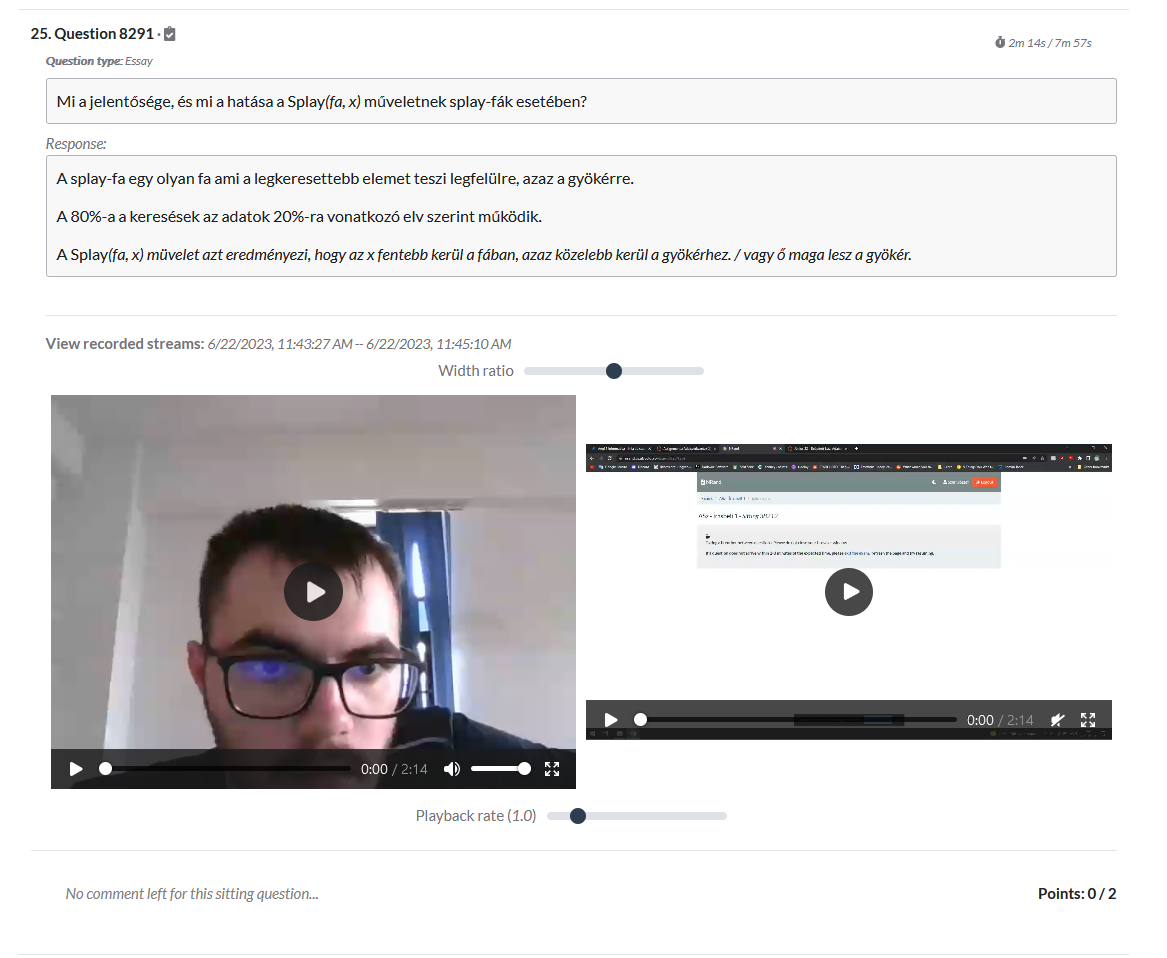 25. Question 8291 •
2m 14s / 7m 57s
Question type: Essay
Mi a jelentősége, és mi a hatása a Splay(fa, x) műveletnek splay-fák esetében?
Response:
A splay-fa egy olyan fa ami a legkeresettebb elemet teszi legfelülre, azaz a gyökérre.
A 80%-a a keresések az adatok 20%-ra vonatkozó elv szerint működik.
A Splay(fa, x) müvelet azt eredményezi, hogy az x fentebb kerül a fában, azaz közelebb kerül a gyökérhez. / vagy ő maga lesz a gyökér.
View recorded streams: 6/22/2023, 11:43:27 AM -- 6/22/2023, 11:45:10 AM
Width ratio
0:00 / 2:14
0:00 / 2:14
Playback rate (1.0)
No comment left for this sitting question...
Points: 0 / 2